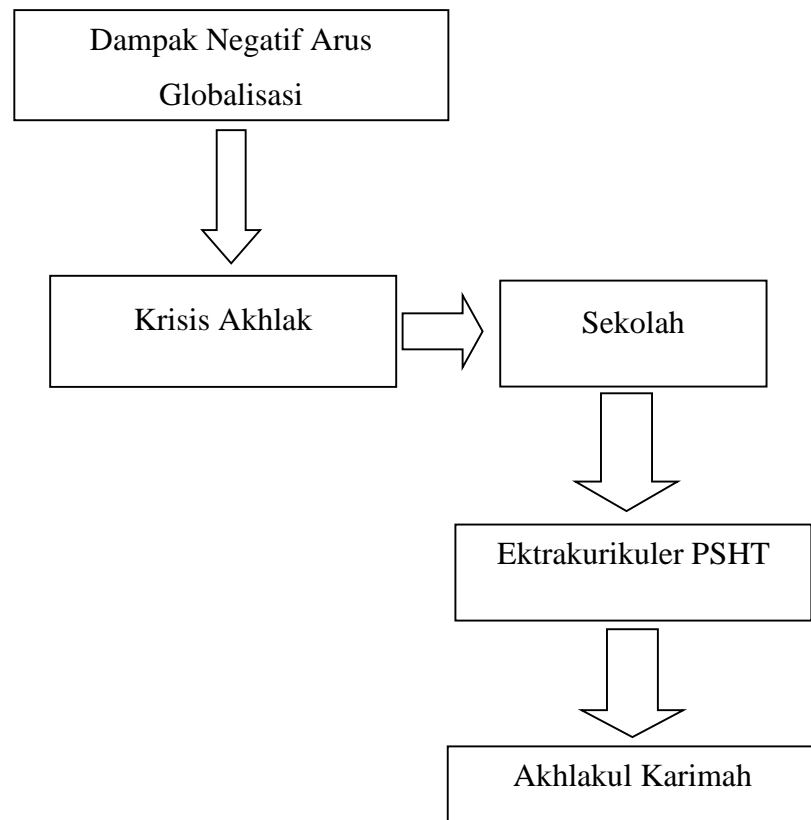 Dampak Negatif Arus
Globalisasi
Krisis Akhlak
Sekolah
Ektrakurikuler PSHT
Akhlakul Karimah